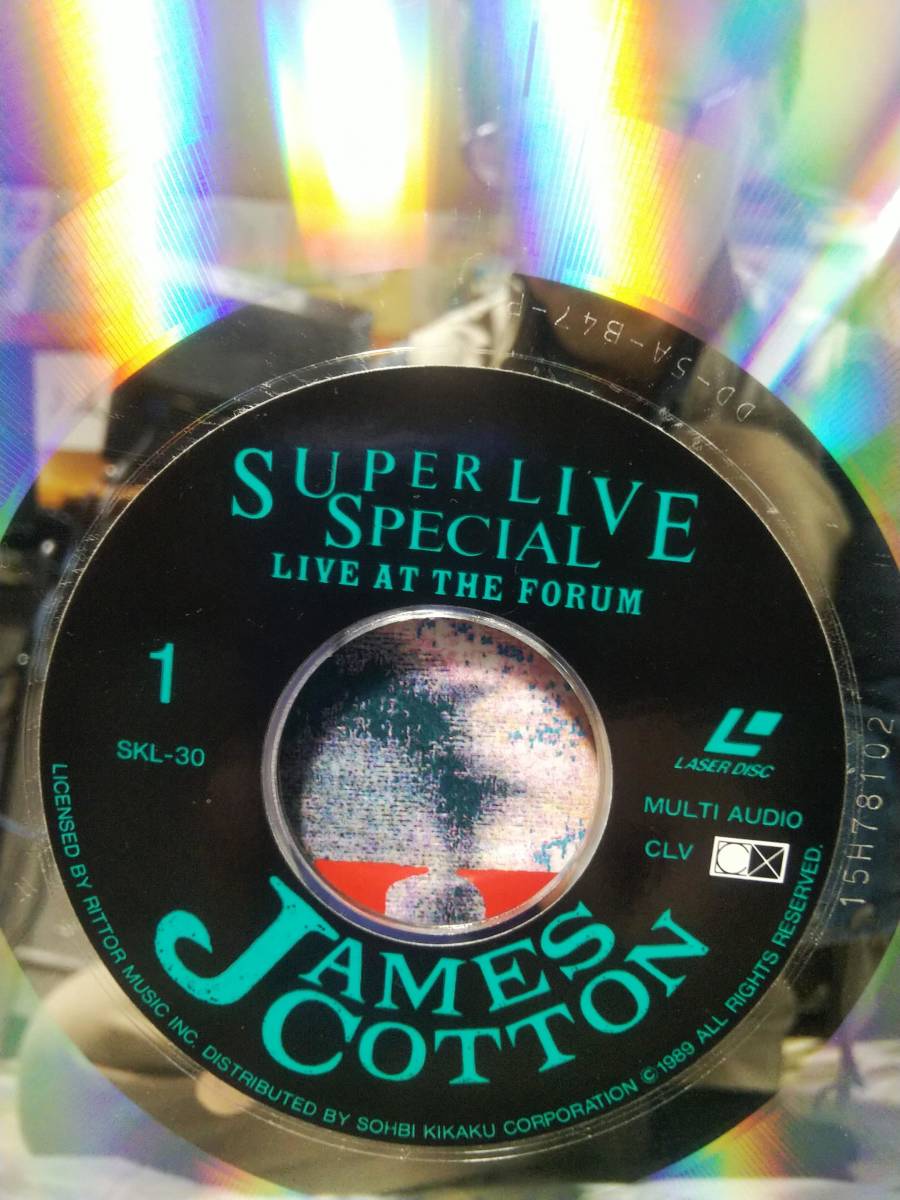 SUPER LIVE
SPECIAL
LIVE AT THE FORUM
1
SKL-30
LASER DISC
MULTI AUDIO
CLV
JAMES
COTTON
LICENSED BY RITTOR MUSIC INC. DISTRIBUTED BY SOHBI KIKAKU CORPORATION ©1989 ALL RIGHTS RESERVED.
15H78102